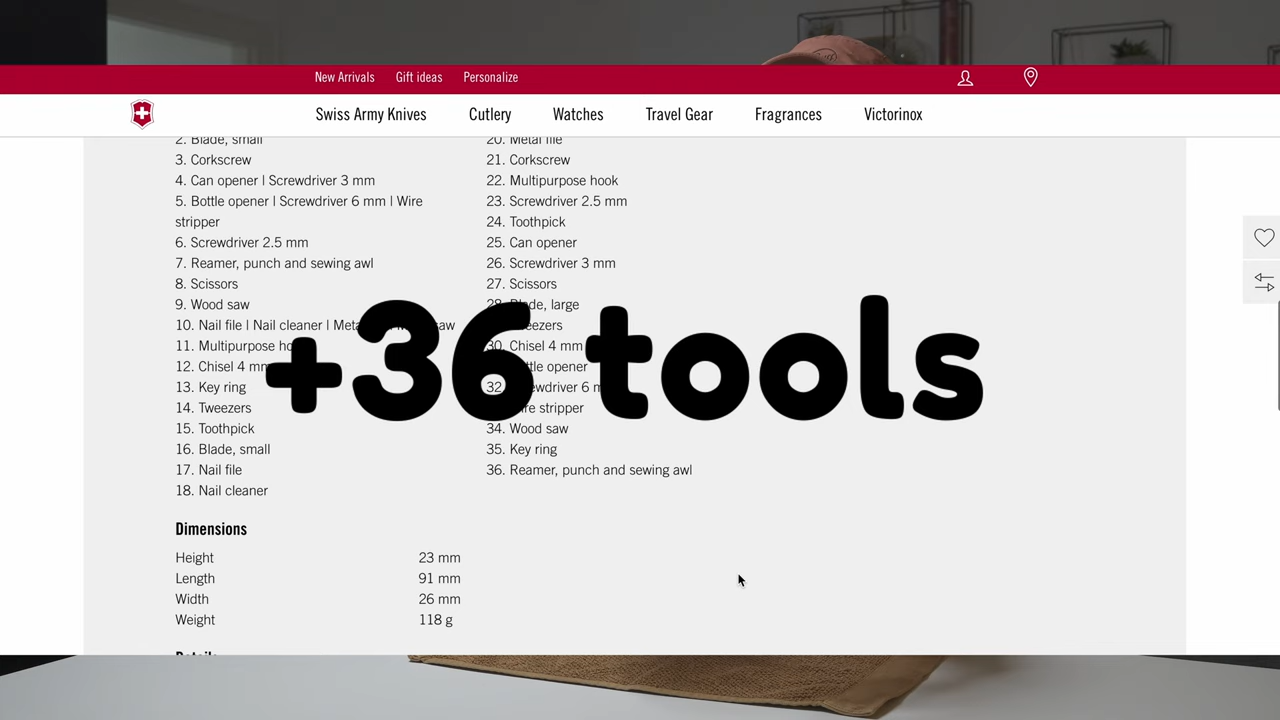 New Arrivals Gift ideas Personalize
Swiss Army Knives Cutlery Watches Travel Gear Fragrances Victorinox
2. Blade, small
3. Corkscrew
4. Can opener | Screwdriver 3 mm
5. Bottle opener | Screwdriver 6 mm | Wire
stripper
6. Screwdriver 2.5 mm
7. Reamer, punch and sewing awl
8. Scissors
9. Wood saw
10. Nail file | Nail cleaner |
11. Multipurpose
12. Chisel 4 mm
13. Key ring
14. Tweezers
15. Toothpick
16. Blade, small
17. Nail file
18. Nail cleaner
20. Metal file
21. Corkscrew
22. Multipurpose hook
23. Screwdriver 2.5 mm
24. Toothpick
25. Can opener
26. Screwdriver 3 mm
27. Scissors
large
30. Chisel 4 mm
opener
32.
stripper
34. Wood saw
35. Key ring
36. Reamer, punch and sewing awl
+36 tools
Dimensions
Height 23 mm
Length 91 mm
Width 26 mm
Weight 118 g